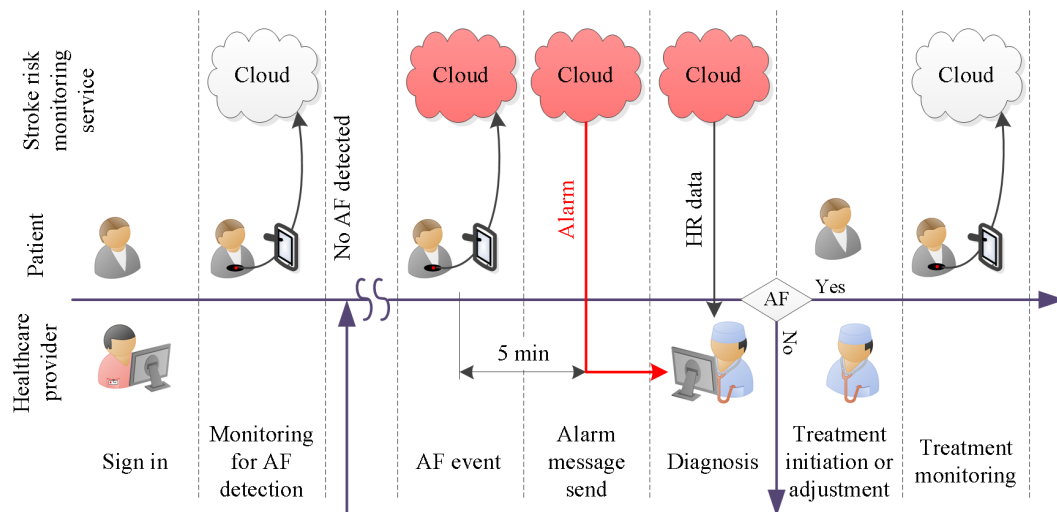 Stroke risk
monitoring
service
Cloud
Cloud
Cloud
Cloud
Cloud
Patient
No AF detected
Alarm
HR data
AF
Yes
No
Healthcare
provider
5 min
Sign in
Monitoring
for AF
detection
AF event
Alarm
message
send
Diagnosis
Treatment
initiation or
adjustment
Treatment
monitoring